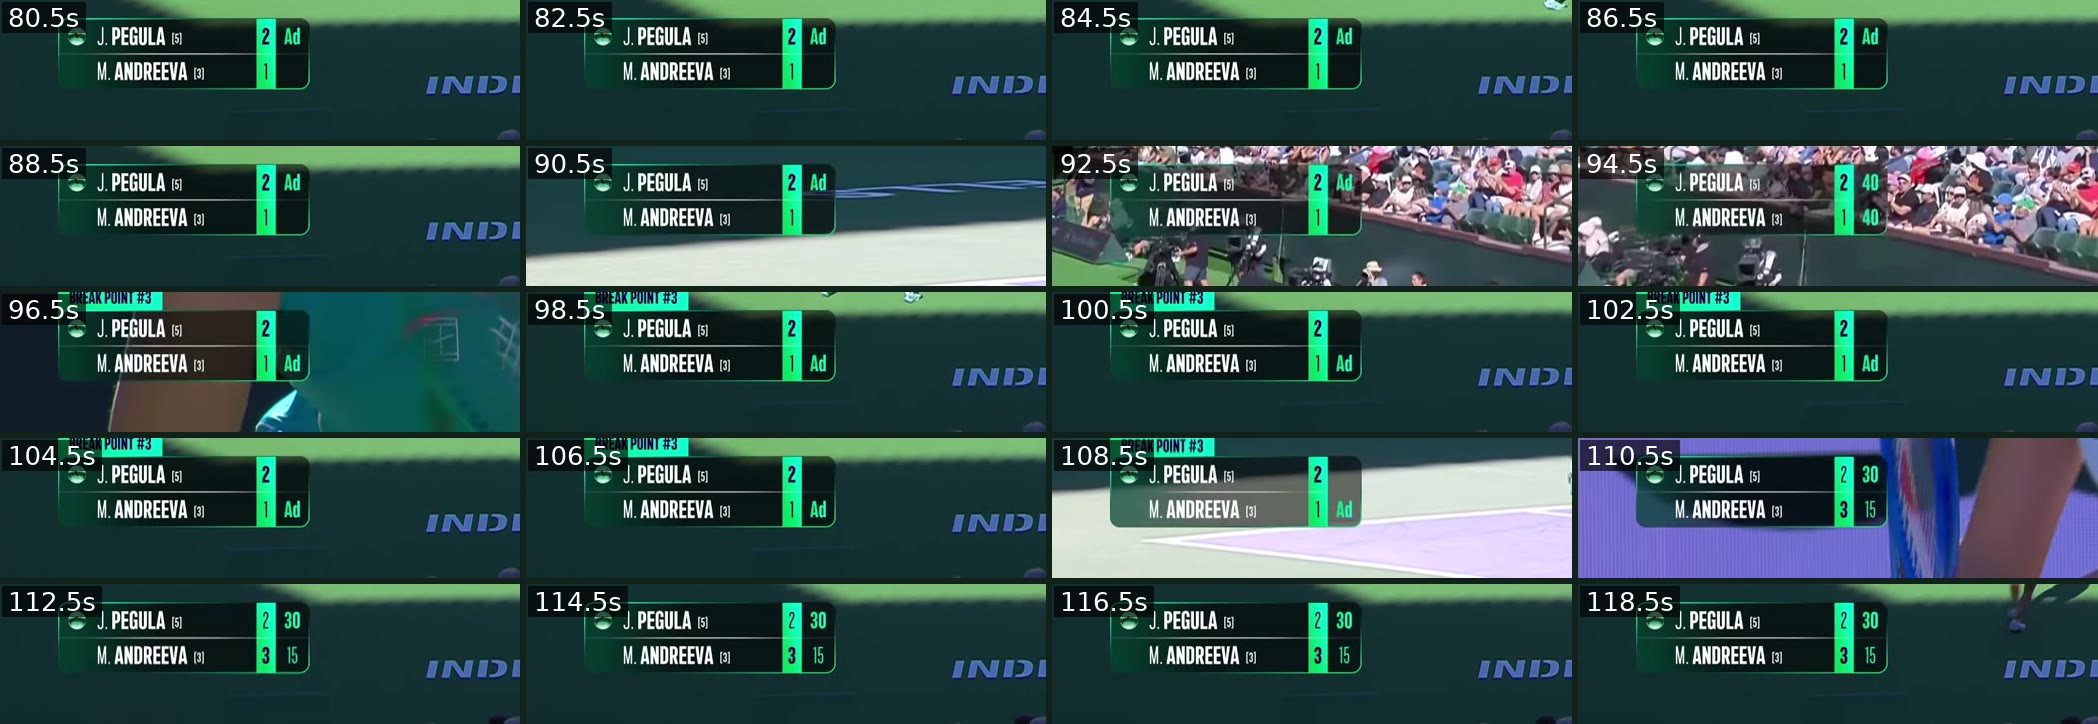 80.5s
J. PEGULA [5] 2 Ad
M. ANDREEVA [3] 1
INDI
82.5s
J. PEGULA [5] 2 Ad
M. ANDREEVA [3] 1
INDI
84.5s
J. PEGULA [5] 2 Ad
M. ANDREEVA [3] 1
INDI
86.5s
J. PEGULA [5] 2 Ad
M. ANDREEVA [3] 1
INDI
88.5s
J. PEGULA [5] 2 Ad
M. ANDREEVA [3] 1
INDI
90.5s
J. PEGULA [5] 2 Ad
M. ANDREEVA [3] 1
92.5s
J. PEGULA [5] 2 Ad
M. ANDREEVA [3] 1
94.5s
J. PEGULA [5] 2 40
M. ANDREEVA [3] 1 40
96.5s
BREAK POINT #3
J. PEGULA [5] 2
M. ANDREEVA [3] 1 Ad
98.5s
BREAK POINT #3
J. PEGULA [5] 2
M. ANDREEVA [3] 1 Ad
INDI
100.5s
BREAK POINT #3
J. PEGULA [5] 2
M. ANDREEVA [3] 1 Ad
INDI
102.5s
BREAK POINT #3
J. PEGULA [5] 2
M. ANDREEVA [3] 1 Ad
INDI
104.5s
BREAK POINT #3
J. PEGULA [5] 2
M. ANDREEVA [3] 1 Ad
INDI
106.5s
BREAK POINT #3
J. PEGULA [5] 2
M. ANDREEVA [3] 1 Ad
INDI
108.5s
BREAK POINT #3
J. PEGULA [5] 2
M. ANDREEVA [3] 1 Ad
110.5s
J. PEGULA [5] 2 30
M. ANDREEVA [3] 3 15
112.5s
J. PEGULA [5] 2 30
M. ANDREEVA [3] 3 15
INDI
114.5s
J. PEGULA [5] 2 30
M. ANDREEVA [3] 3 15
INDI
116.5s
J. PEGULA [5] 2 30
M. ANDREEVA [3] 3 15
INDI
118.5s
J. PEGULA [5] 2 30
M. ANDREEVA [3] 3 15
INDI